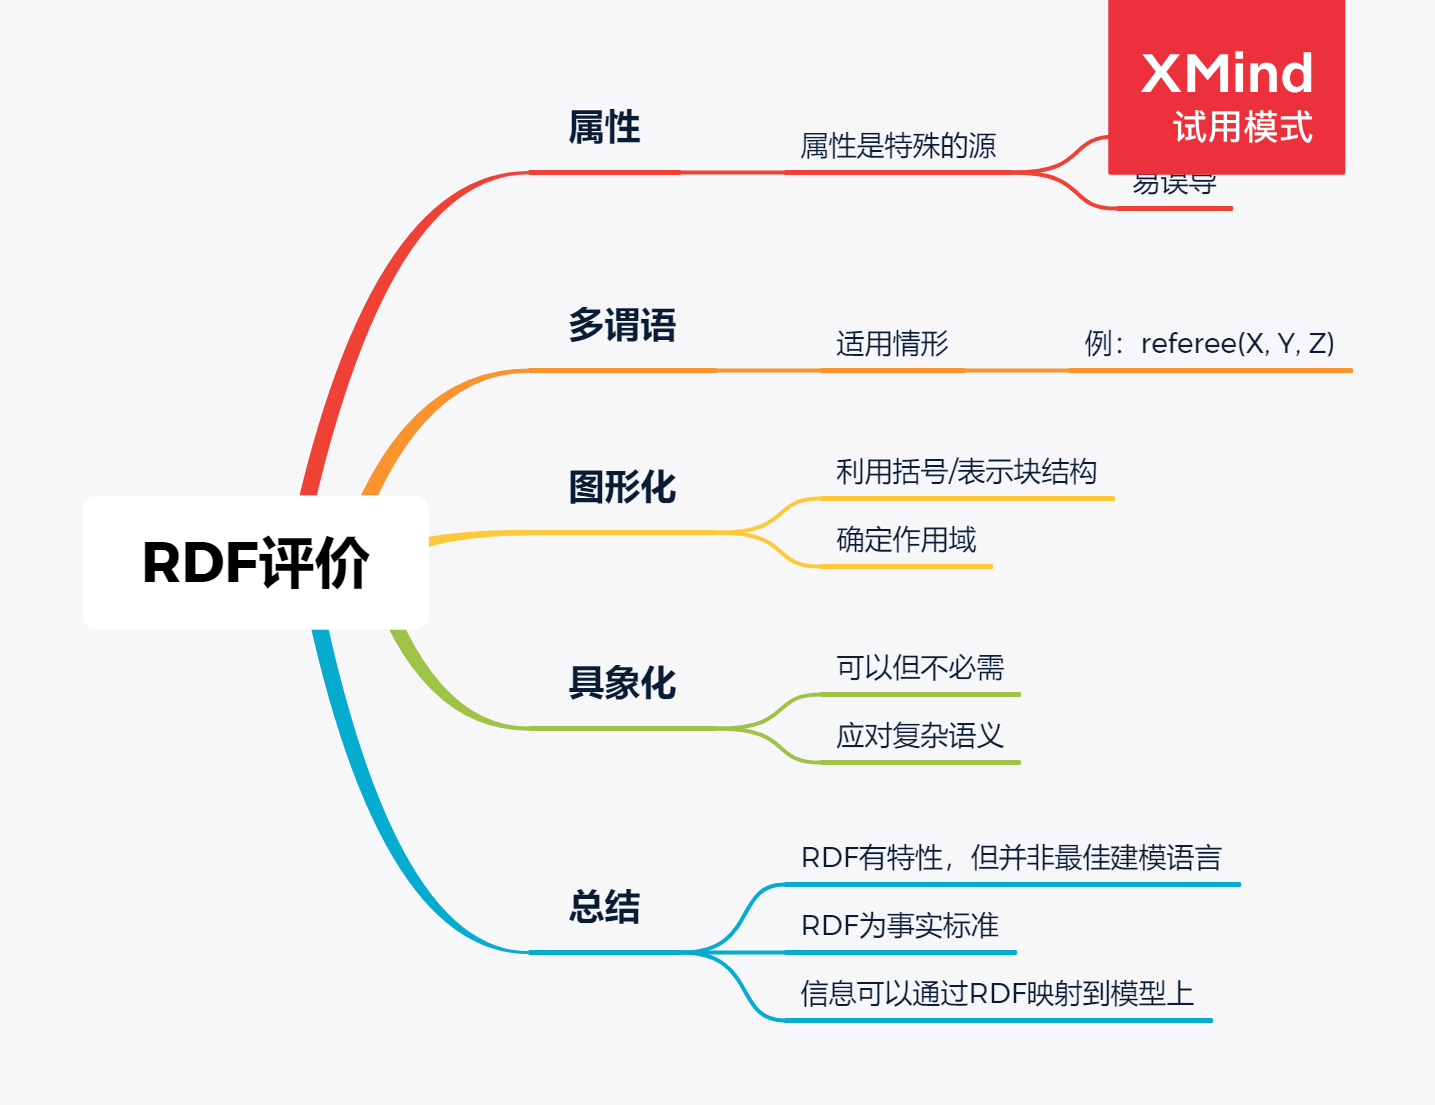 XMind
试用模式
属性
属性是特殊的源
易误导
多谓语
适用情形
例：referee(X, Y, Z)
图形化
利用括号/表示块结构
确定作用域
RDF评价
具象化
可以但不必需
应对复杂语义
总结
RDF有特性，但并非最佳建模语言
RDF为事实标准
信息可以通过RDF映射到模型上